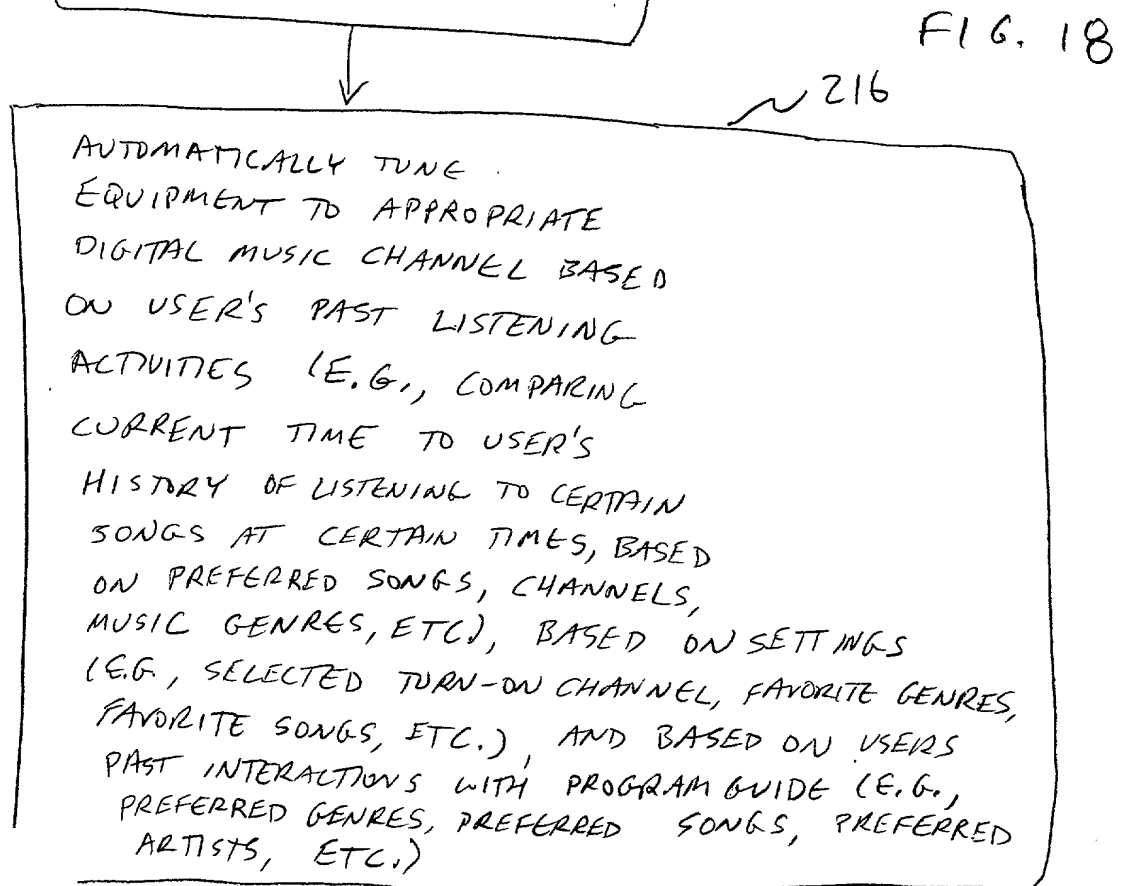 FIG. 18
216
AUTOMATICALLY TUNE
EQUIPMENT TO APPROPRIATE
DIGITAL MUSIC CHANNEL BASED
ON USER'S PAST LISTENING
ACTIVITIES (E.G., COMPARING
CURRENT TIME TO USER'S
HISTORY OF LISTENING TO CERTAIN
SONGS AT CERTAIN TIMES, BASED
ON PREFERRED SONGS, CHANNELS,
MUSIC GENRES, ETC), BASED ON SETTINGS
(E.G., SELECTED TURN-ON CHANNEL, FAVORITE GENRES,
FAVORITE SONGS, ETC.), AND BASED ON USERS
PAST INTERACTIONS WITH PROGRAM GUIDE (E.G.,
PREFERRED GENRES, PREFERRED SONGS, PREFERRED
ARTISTS, ETC.)